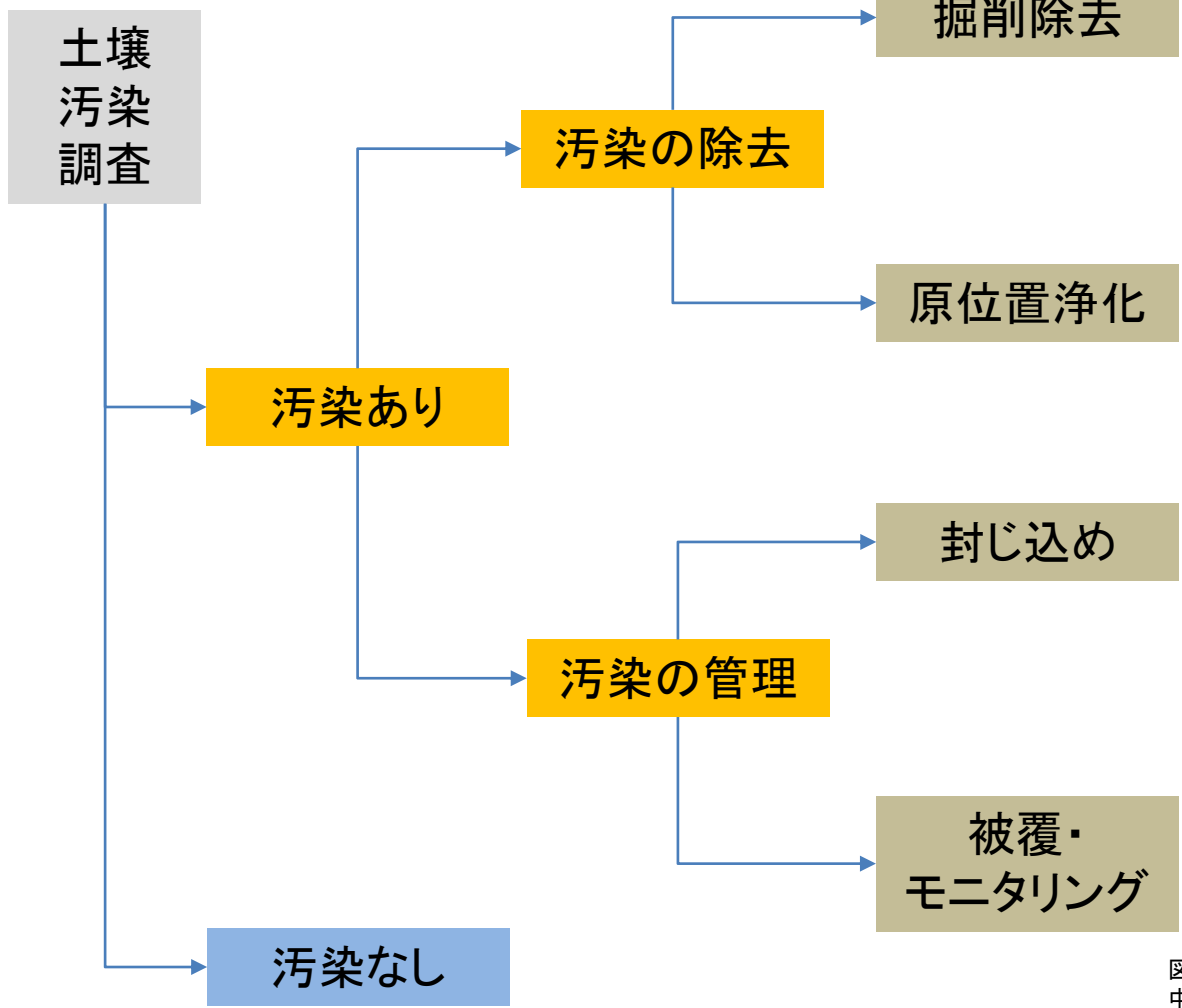 土壌
汚染
調査
掘削除去
汚染の除去
原位置浄化
汚染あり
封じ込め
汚染の管理
被覆・
モニタリング
汚染なし
図